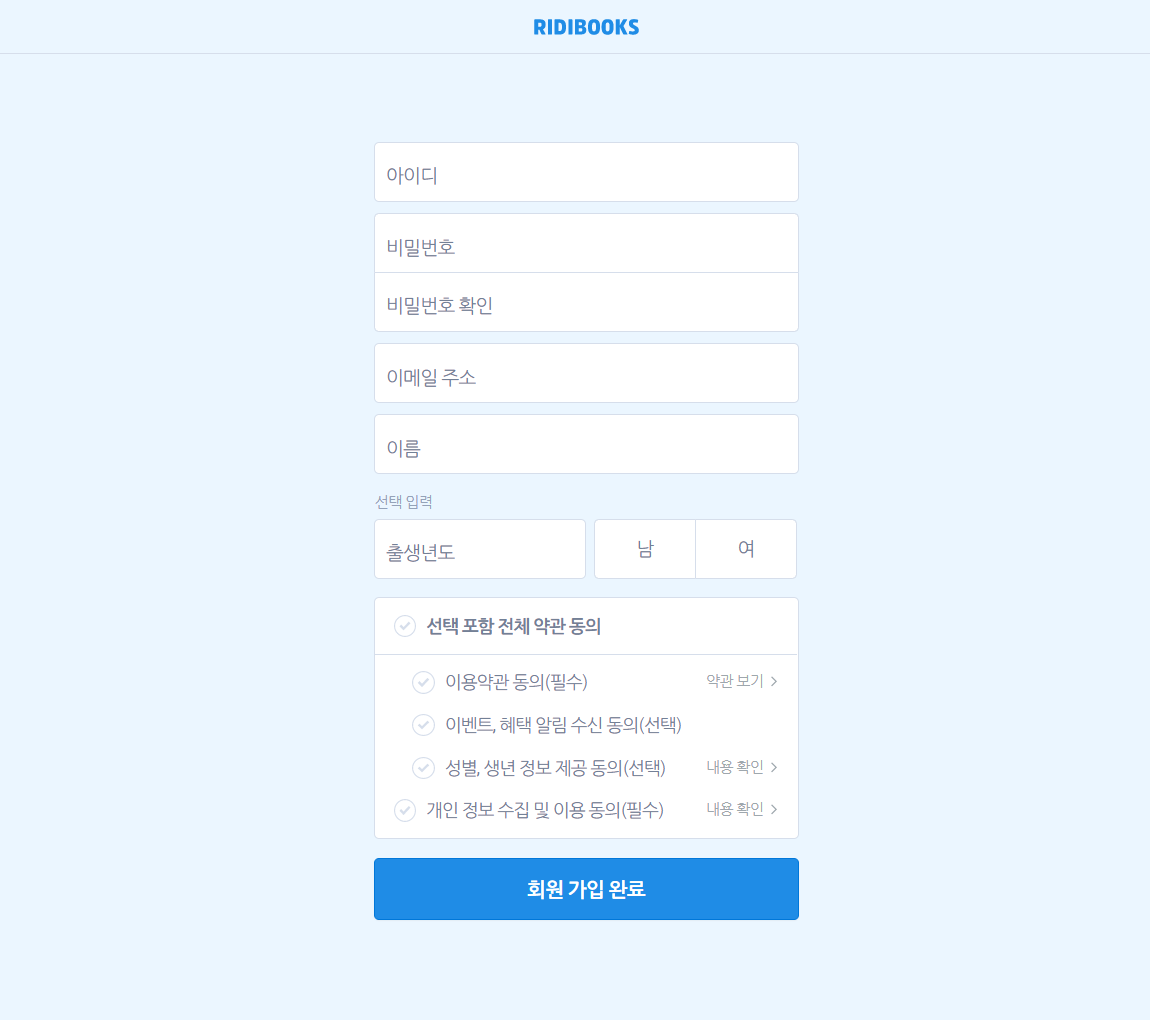 RIDIBOOKS
아이디
비밀번호
비밀번호 확인
이메일 주소
이름
선택 입력
출생년도 남 여
선택 포함 전체 약관 동의
이용약관 동의(필수) 약관 보기
이벤트, 혜택 알림 수신 동의(선택)
성별, 생년 정보 제공 동의(선택) 내용 확인
개인 정보 수집 및 이용 동의(필수) 내용 확인
회원 가입 완료